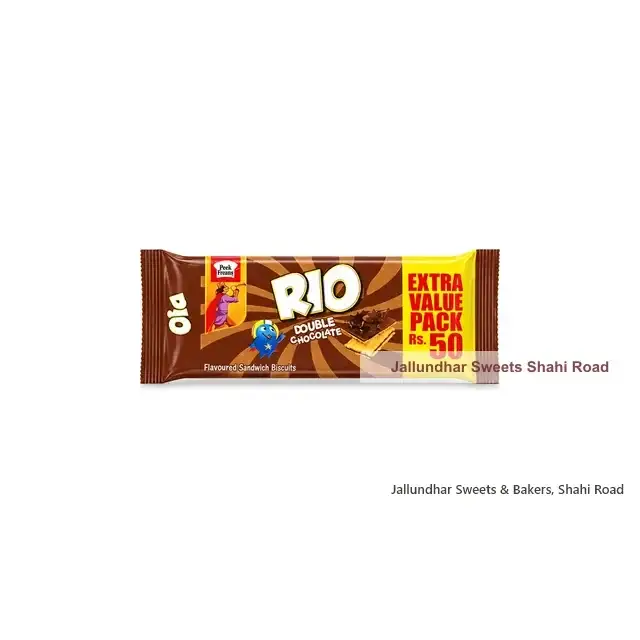 Peek
Freans
RIO
DOUBLE
CHOCOLATE
Flavoured Sandwich Biscuits
EXTRA
VALUE
PACK
Rs. 50
Jallundhar Sweets Shahi Road
Jallundhar Sweets & Bakers, Shahi Road